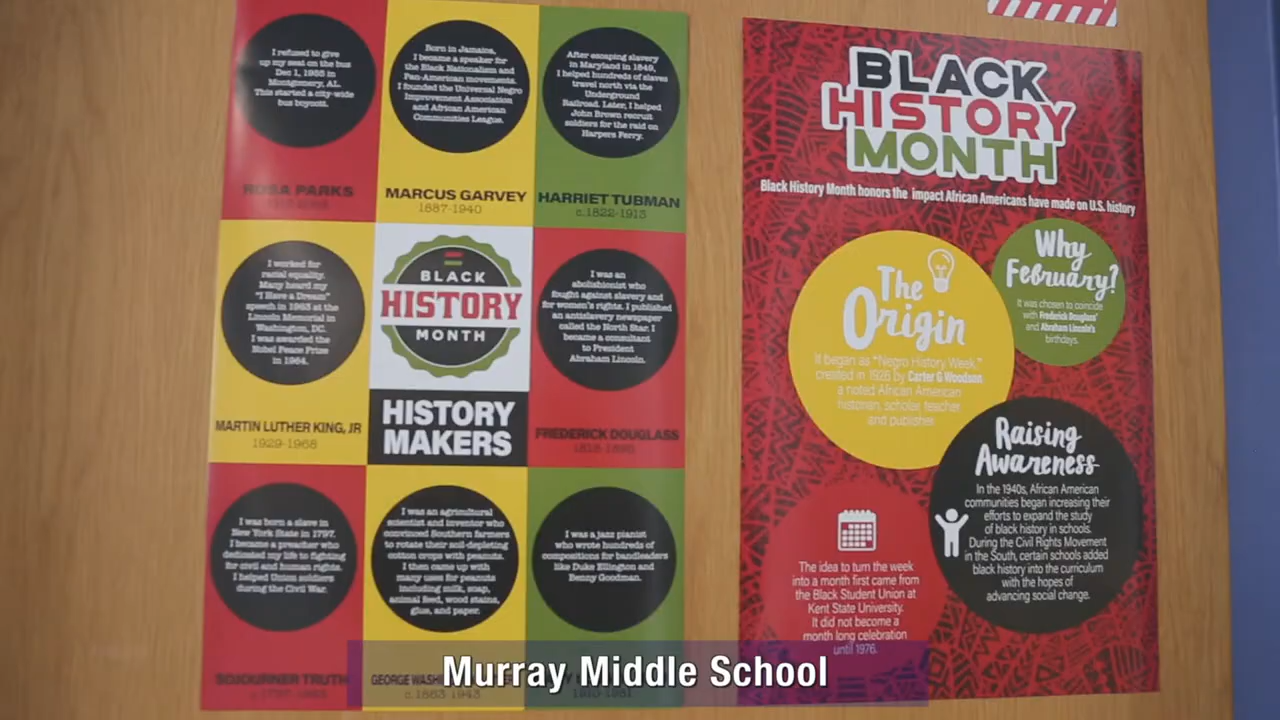 I refused to give
up my seat on the bus
Dec 1, 1955 in
Montgomery, AL.
This started a city-wide
bus boycott.
ROSA PARKS
Born in Jamaica,
I became a speaker for
the Black Nationalism and
Pan-American movements.
I founded the Universal Negro
Improvement Association
and African American
Communities League.
MARCUS GARVEY
1887-1940
After escaping slavery
in Maryland in 1849,
I helped hundreds of slaves
travel north via the
Underground
Railroad. Later, I helped
John Brown recruit
soldiers for the raid on
Harpers Ferry.
HARRIET TUBMAN
c.1822-1913
I worked for
racial equality.
Many heard my
"I Have a Dream"
speech in 1963 at the
Lincoln Memorial in
Washington, DC.
I was awarded the
Nobel Peace Prize
in 1964.
MARTIN LUTHER KING, JR
1929-1968
BLACK
HISTORY
MONTH
HISTORY
MAKERS
I was an
abolishionist who
fought against slavery and
for women's rights. I published
an antislavery newspaper
called the North Star. I
became a consultant
to President
Abraham Lincoln.
FREDERICK DOUGLASS
1818-1895
I was born a slave in
New York State in 1797.
I became a preacher who
dedicated my life to fighting
for civil and human rights.
I helped Union soldiers
during the Civil War.
SOJOURNER TRUTH
I was an agricultural
scientist and inventor who
convinced Southern farmers
to rotate their soil-depleting
cotton crops with peanuts.
I then came up with
many uses for peanuts
including milk, soap,
animal feed, wood stains,
glue, and paper.
GEORGE
I was a jazz pianist
who wrote hundreds of
compositions for bandleaders
like Duke Ellington and
Benny Goodman.
BLACK
HISTORY
MONTH
Black History Month honors the impact African Americans have made on U.S. history
The
Origin
It began as "Negro History Week,"
created in 1926 by Carter G Woodson
a noted African American
historian, scholar, teacher,
and publisher.
Why
February?
It was chosen to coincide
with Frederick Douglass'
and Abraham Lincoln's
birthdays.
Raising
Awareness
In the 1940s, African American
communities began increasing their
efforts to expand the study
of black history in schools.
During the Civil Rights Movement
in the South, certain schools added
black history into the curriculum
with the hopes of
advancing social change.
The idea to turn the week
into a month first came from
the Black Student Union at
Kent State University.
It did not become a
month long celebration
until 1976.
Murray Middle School